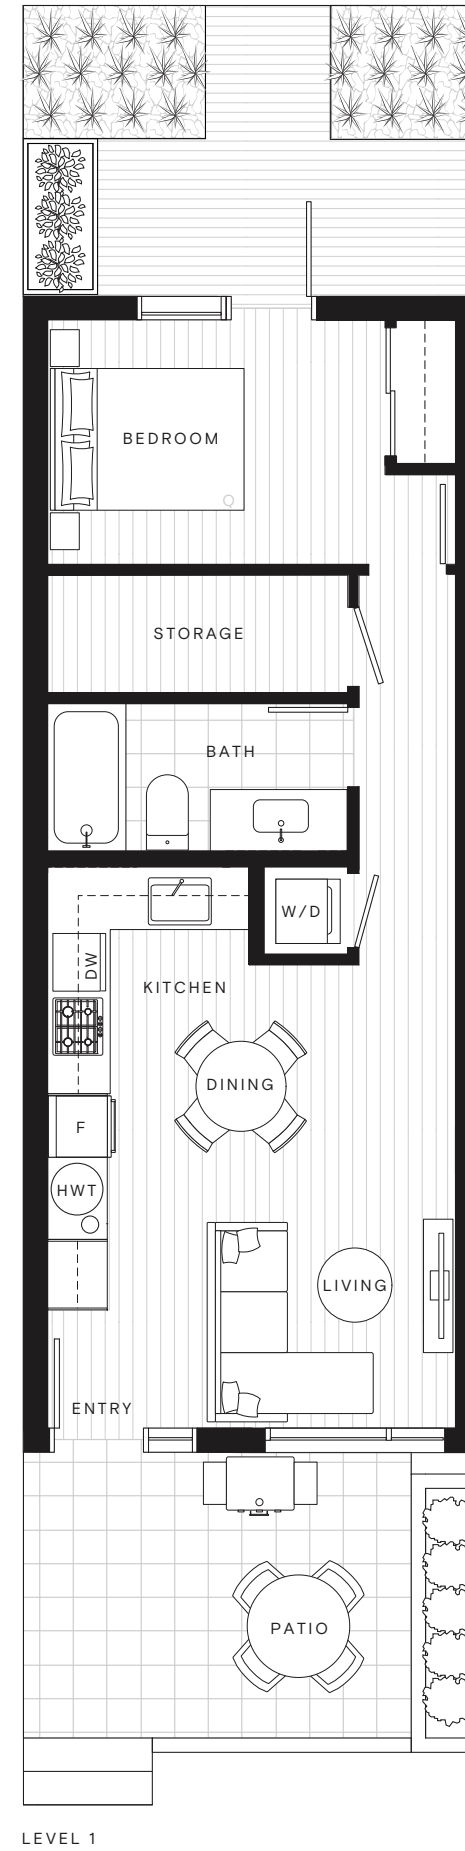 BEDROOM
Q
STORAGE
BATH
W/D
DW
KITCHEN
DINING
F
HWT
LIVING
ENTRY
PATIO
LEVEL 1